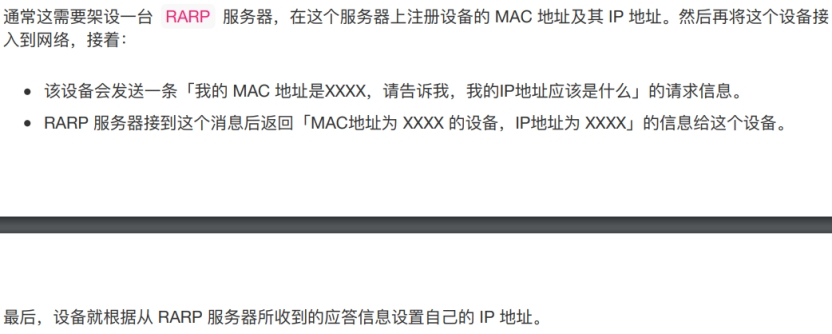 通常这需要架设一台 RARP 服务器，在这个服务器上注册设备的 MAC 地址及其 IP 地址。然后再将这个设备接
入到网络，接着：
• 该设备会发送一条「我的 MAC 地址是XXXX，请告诉我，我的IP地址应该是什么」的请求信息。
• RARP 服务器接到这个消息后返回「MAC地址为 XXXX 的设备，IP地址为 XXXX」的信息给这个设备。
最后，设备就根据从 RARP 服务器所收到的应答信息设置自己的 IP 地址。